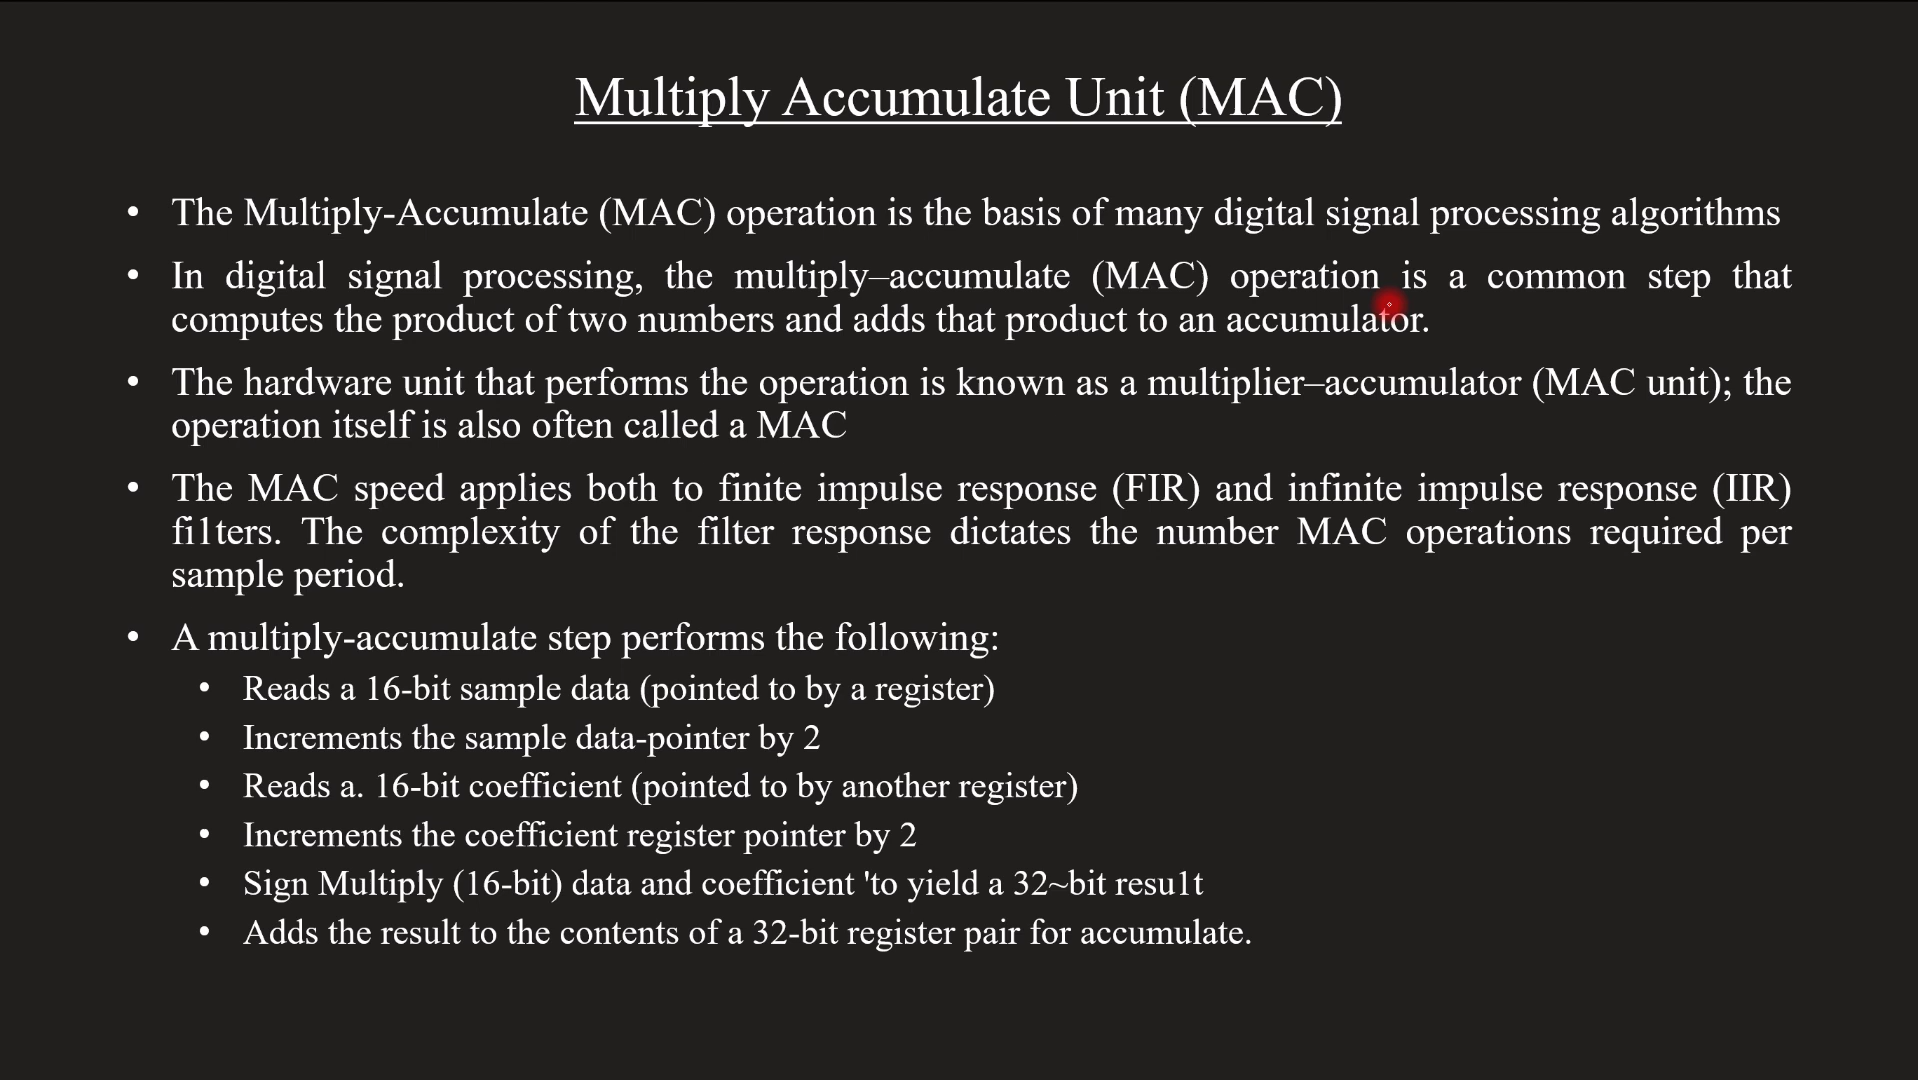 Multiply Accumulate Unit (MAC)
• The Multiply-Accumulate (MAC) operation is the basis of many digital signal processing algorithms
• In digital signal processing, the multiply–accumulate (MAC) operation is a common step that
computes the product of two numbers and adds that product to an accumulator.
• The hardware unit that performs the operation is known as a multiplier–accumulator (MAC unit); the
operation itself is also often called a MAC
• The MAC speed applies both to finite impulse response (FIR) and infinite impulse response (IIR)
fi1ters. The complexity of the filter response dictates the number MAC operations required per
sample period.
• A multiply-accumulate step performs the following:
• Reads a 16-bit sample data (pointed to by a register)
• Increments the sample data-pointer by 2
• Reads a. 16-bit coefficient (pointed to by another register)
• Increments the coefficient register pointer by 2
• Sign Multiply (16-bit) data and coefficient 'to yield a 32~bit resu1t
• Adds the result to the contents of a 32-bit register pair for accumulate.